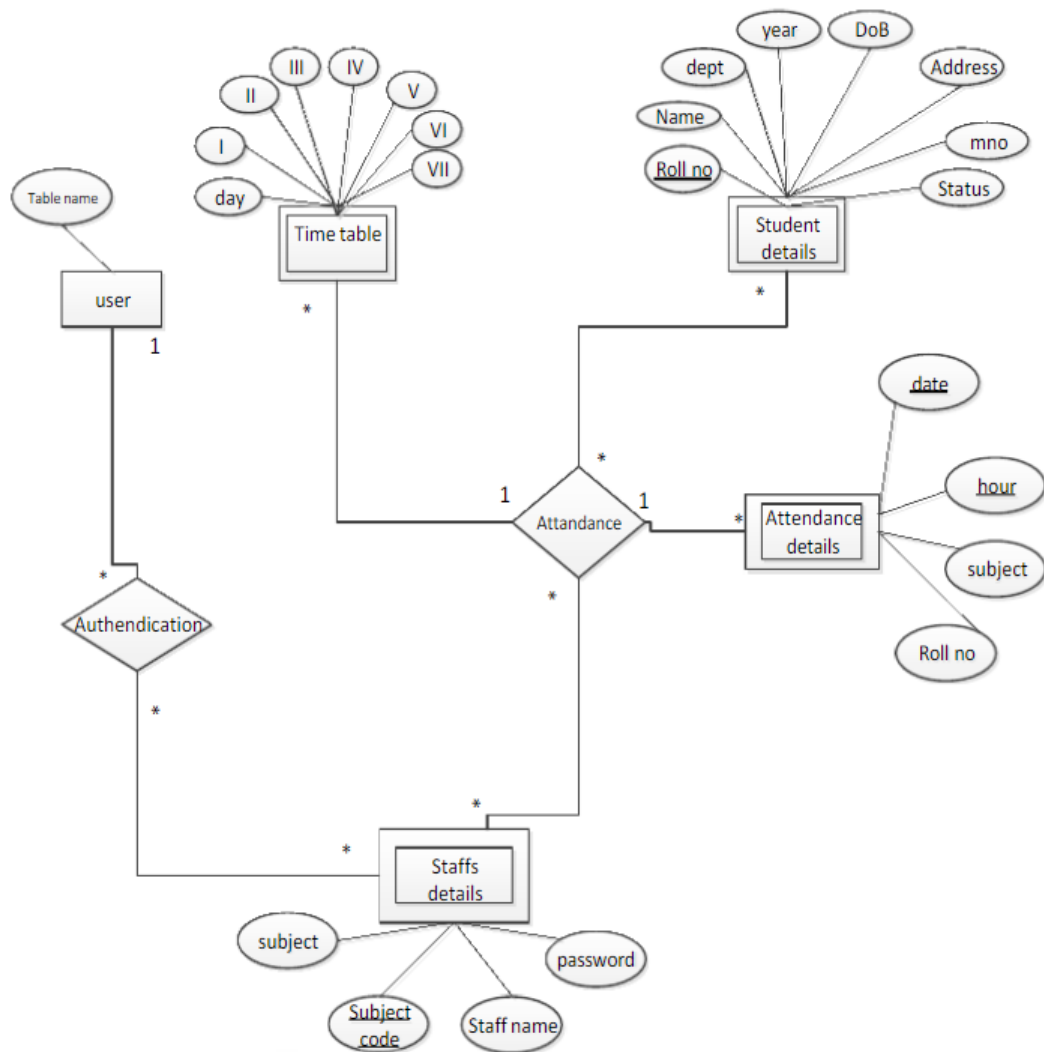 year
DoB
III
IV
dept
Address
II
V
Name
I
VI
mno
VII
Roll no
day
Status
Table name
Time table
Student
details
user
*
*
1
date
*
1
1
hour
Attandance
*
Attendance
details
*
*
subject
Authendication
Roll no
*
*
*
Staffs
details
subject
password
Subject
code
Staff name